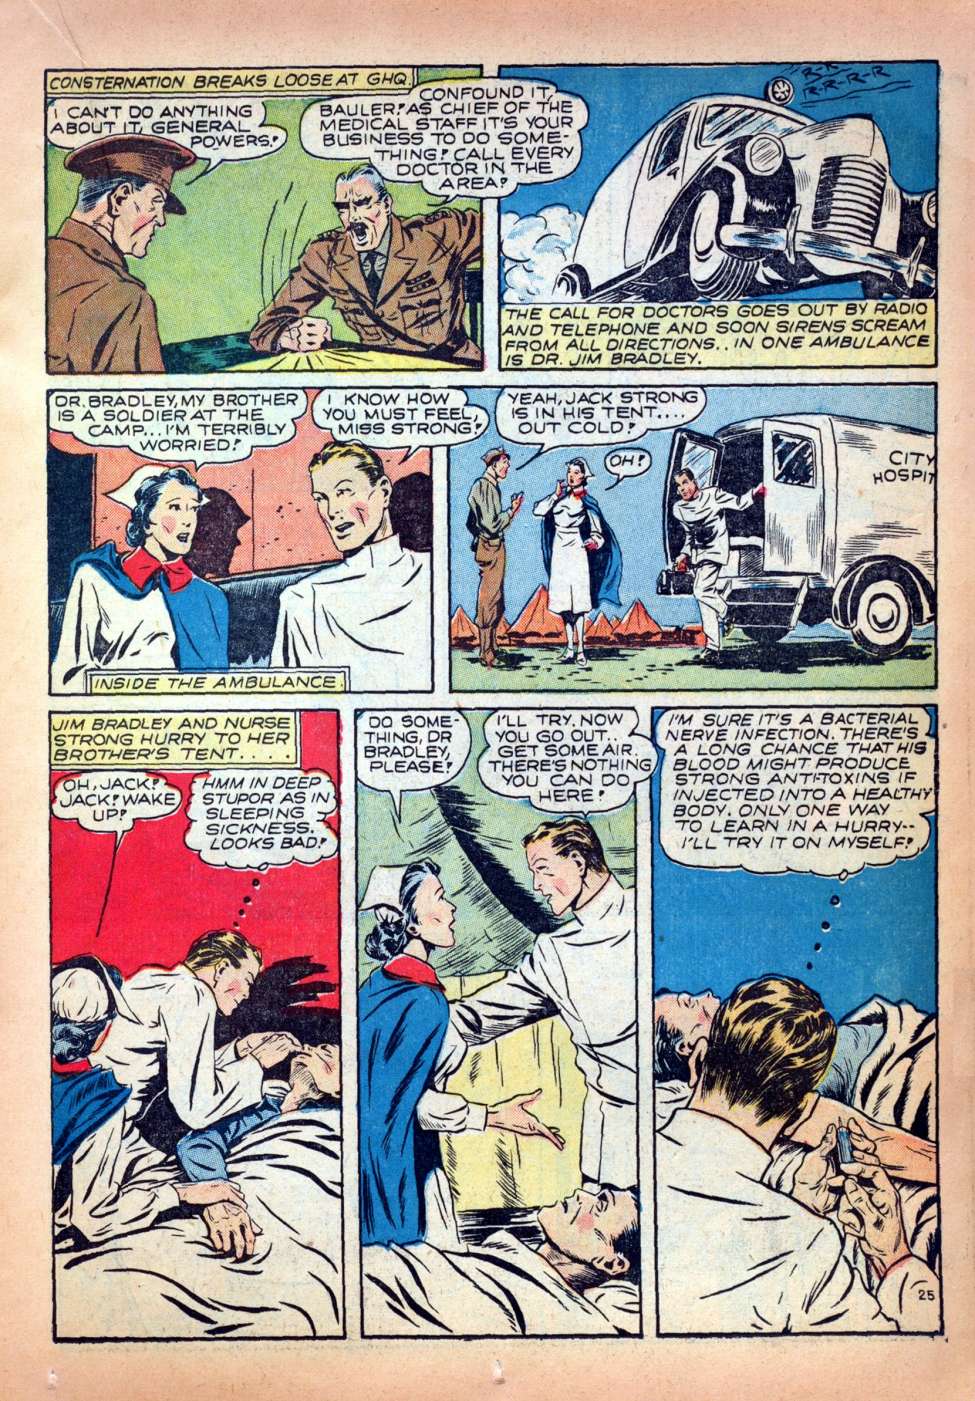 CONSTERNATION BREAKS LOOSE AT GHQ.
I CAN'T DO ANYTHING
ABOUT IT, GENERAL
POWERS!
CONFOUND IT,
BAULER! AS CHIEF OF THE
MEDICAL STAFF IT'S YOUR
BUSINESS TO DO SOME-
THING! CALL EVERY
DOCTOR IN THE
AREA!
R-R
R-R-R-R
THE CALL FOR DOCTORS GOES OUT BY RADIO
AND TELEPHONE AND SOON SIRENS SCREAM
FROM ALL DIRECTIONS.. IN ONE AMBULANCE
IS DR. JIM BRADLEY.
DR. BRADLEY, MY BROTHER
IS A SOLDIER AT THE
CAMP... I'M TERRIBLY
WORRIED!
I KNOW HOW
YOU MUST FEEL,
MISS STRONG!
INSIDE THE AMBULANCE.
YEAH, JACK STRONG
IS IN HIS TENT....
OUT COLD!
OH!
CITY
HOSPIT
JIM BRADLEY AND NURSE
STRONG HURRY TO HER
BROTHER'S TENT.....
OH, JACK!
JACK! WAKE
UP!
HMM IN DEEP
STUPOR AS IN
SLEEPING
SICKNESS.
LOOKS BAD!
DO SOME-
THING, DR
BRADLEY,
PLEASE!
I'LL TRY, NOW
YOU GO OUT..
GET SOME AIR.
THERE'S NOTHING
YOU CAN DO
HERE!
I'M SURE IT'S A BACTERIAL
NERVE INFECTION. THERE'S
A LONG CHANCE THAT HIS
BLOOD MIGHT PRODUCE
STRONG ANTI-TOXINS IF
INJECTED INTO A HEALTHY
BODY. ONLY ONE WAY
TO LEARN IN A HURRY--
I'LL TRY IT ON MYSELF!
25